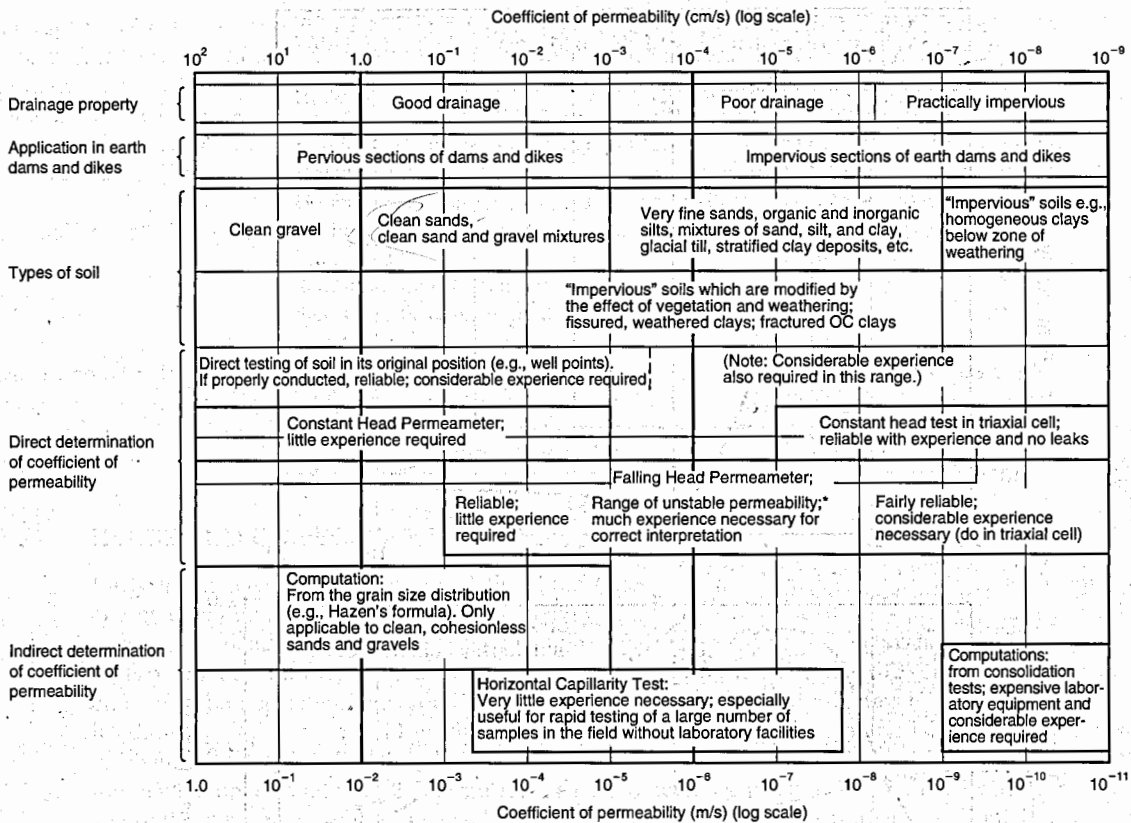 Coefficient of permeability (cm/s) (log scale)
10² 10¹ 1.0 10⁻¹ 10⁻² 10⁻³ 10⁻⁴ 10⁻⁵ 10⁻⁶ 10⁻⁷ 10⁻⁸ 10⁻⁹
Drainage property
Good drainage
Poor drainage
Practically impervious
Application in earth
dams and dikes
Pervious sections of dams and dikes
Impervious sections of earth dams and dikes
Types of soil
Clean gravel
Clean sands,
clean sand and gravel mixtures
Very fine sands, organic and inorganic
silts, mixtures of sand, silt, and clay,
glacial till, stratified clay deposits, etc.
"Impervious" soils e.g.,
homogeneous clays
below zone of
weathering
"Impervious" soils which are modified by
the effect of vegetation and weathering;
fissured, weathered clays; fractured OC clays
Direct determination
of coefficient of
permeability
Direct testing of soil in its original position (e.g., well points).
If properly conducted, reliable; considerable experience required
(Note: Considerable experience
also required in this range.)
Constant Head Permeameter;
little experience required
Constant head test in triaxial cell;
reliable with experience and no leaks
Falling Head Permeameter;
Reliable;
little experience
required
Range of unstable permeability;*
much experience necessary for
correct interpretation
Fairly reliable;
considerable experience
necessary (do in triaxial cell)
Indirect determination
of coefficient of
permeability
Computation:
From the grain size distribution
(e.g., Hazen's formula). Only
applicable to clean, cohesionless
sands and gravels
Horizontal Capillarity Test:
Very little experience necessary; especially
useful for rapid testing of a large number of
samples in the field without laboratory facilities
Computations:
from consolidation
tests; expensive labor-
atory equipment and
considerable exper-
ience required
1.0 10⁻¹ 10⁻² 10⁻³ 10⁻⁴ 10⁻⁵ 10⁻⁶ 10⁻⁷ 10⁻⁸ 10⁻⁹ 10⁻¹⁰ 10⁻¹¹
Coefficient of permeability (m/s) (log scale)